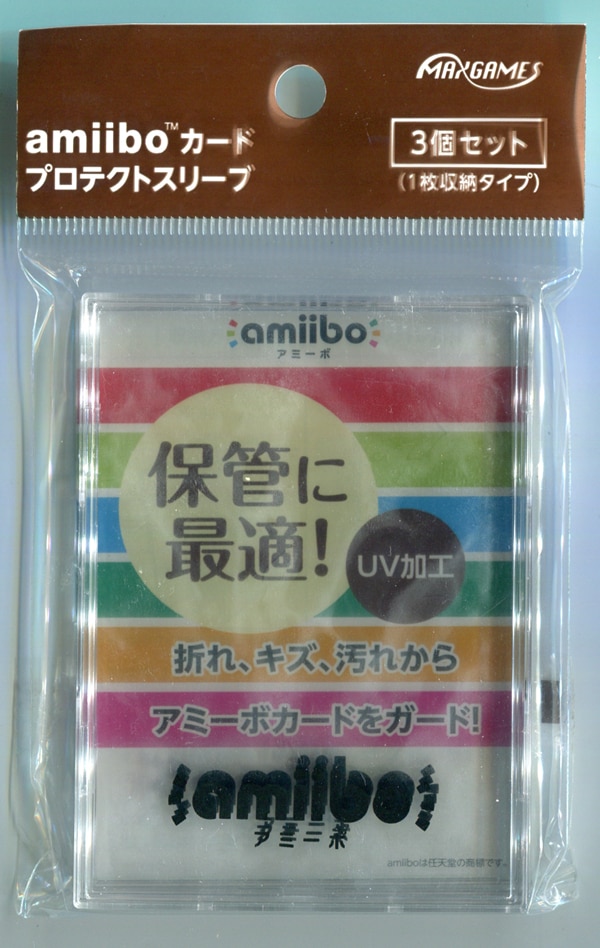 MAXGAMES
amiibo™カード
プロテクトスリーブ
3個セット
(1枚収納タイプ)
amiibo
アミーボ
保管に
最適!
UV加工
折れ、キズ、汚れから
アミーボカードをガード!
amiibo
amiiboは任天堂の商標です。